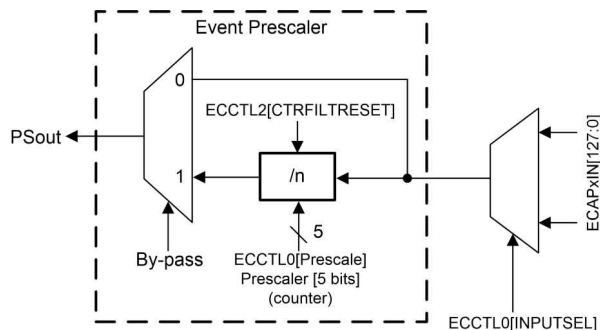 Event Prescaler
0
ECCTL2[CTRFILTRESET]
PSout
1
/n
5
By-pass
ECCTL0[Prescale]
Prescaler [5 bits]
(counter)
ECAPxIN[127:0]
ECCTL0[INPUTSEL]